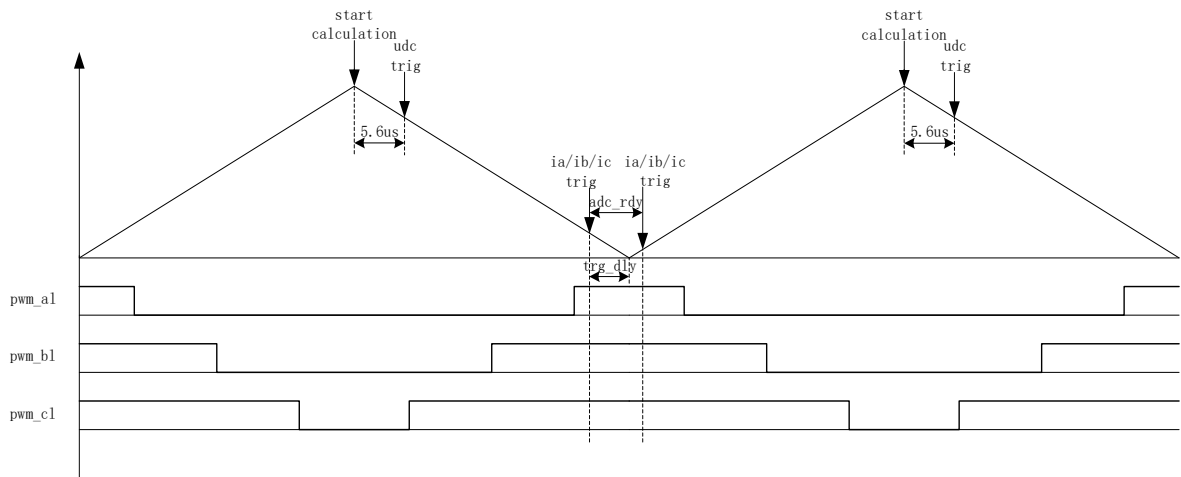 start
calculation
udc
trig
5.6us
start
calculation
udc
trig
5.6us
ia/ib/ic
trig
ia/ib/ic
trig
adc_rdy
trg_dly
pwm_al
pwm_bl
pwm_cl